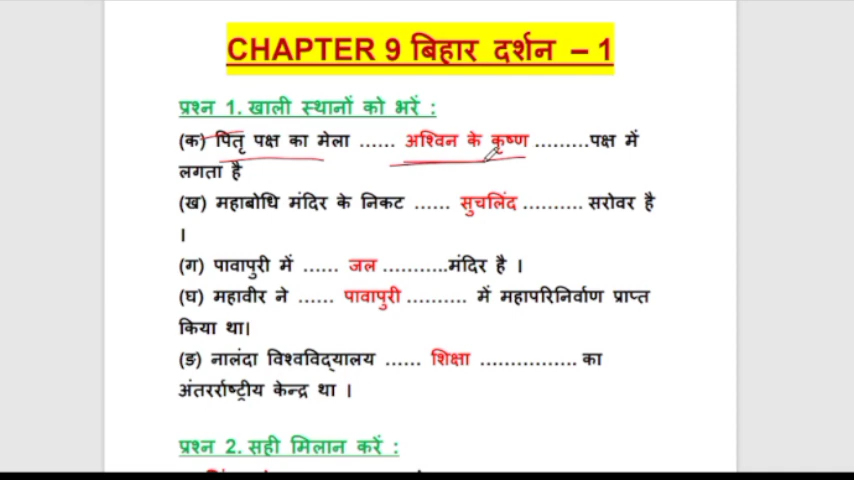 CHAPTER 9 बिहार दर्शन – 1
प्रश्न 1. खाली स्थानों को भरें :
(क) पितृ पक्ष का मेला ...... अश्विन के कृष्ण .........पक्ष में
लगता है
(ख) महाबोधि मंदिर के निकट ...... सुचलिंद .......... सरोवर है
।
(ग) पावापुरी में ...... जल ...........मंदिर है ।
(घ) महावीर ने ...... पावापुरी .......... में महापरिनिर्वाण प्राप्त
किया था।
(ङ) नालंदा विश्वविद्यालय ...... शिक्षा ................ का
अंतरर्राष्ट्रीय केन्द्र था ।
प्रश्न 2. सही मिलान करें :